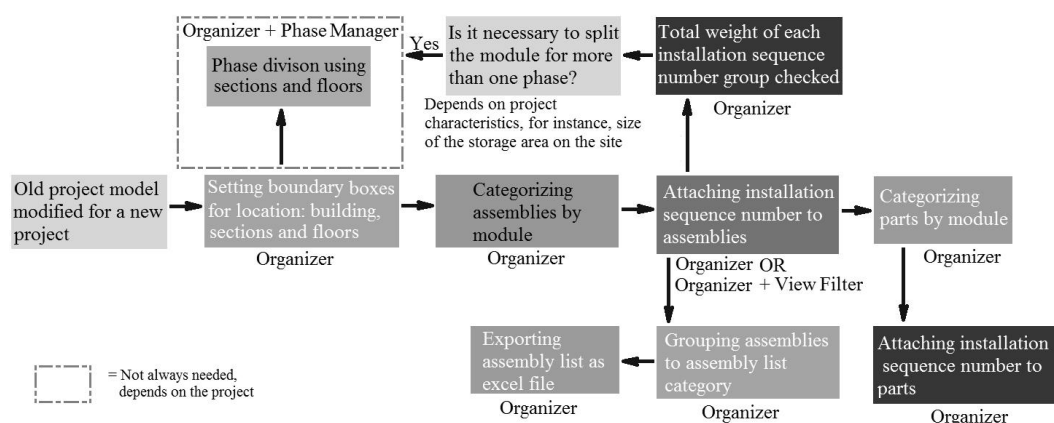 Organizer + Phase Manager
Phase divison using
sections and floors
Yes
Is it necessary to split
the module for more
than one phase?
Depends on project
characteristics, for instance, size
of the storage area on the site
Total weight of each
installation sequence
number group checked
Organizer
Old project model
modified for a new
project
Setting boundary boxes
for location: building,
sections and floors
Organizer
Categorizing
assemblies by
module
Organizer
Attaching installation
sequence number to
assemblies
Organizer OR
Organizer + View Filter
Categorizing
parts by module
Organizer
Exporting
assembly list as
excel file
Organizer
Grouping assemblies
to assembly list
category
Organizer
Attaching installation
sequence number to
parts
Organizer
= Not always needed,
depends on the project